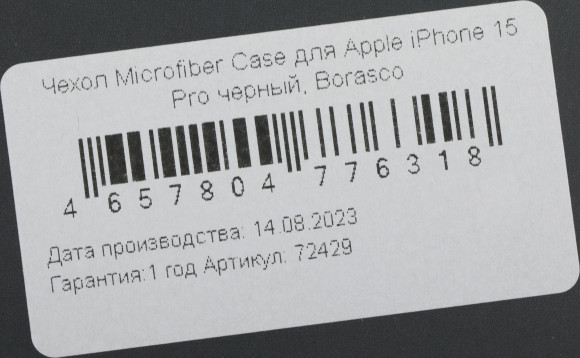 Чехол Microfiber Case для Apple iPhone 15
Pro черный, Borasco
4 657804 776318
Дата производства: 14.08.2023
Гарантия:1 год Артикул: 72429